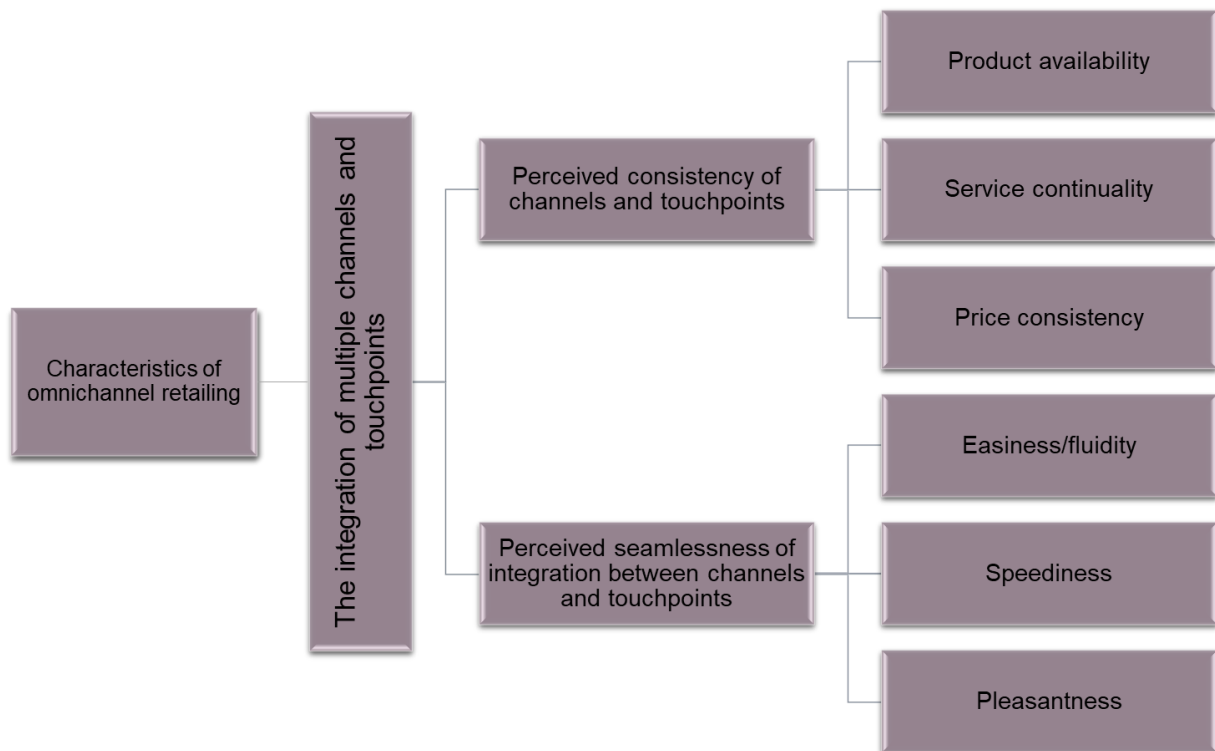 Characteristics of
omnichannel retailing
The integration of multiple channels and
touchpoints
Perceived consistency of
channels and touchpoints
Product availability
Service continuality
Price consistency
Perceived seamlessness of
integration between channels
and touchpoints
Easiness/fluidity
Speediness
Pleasantness